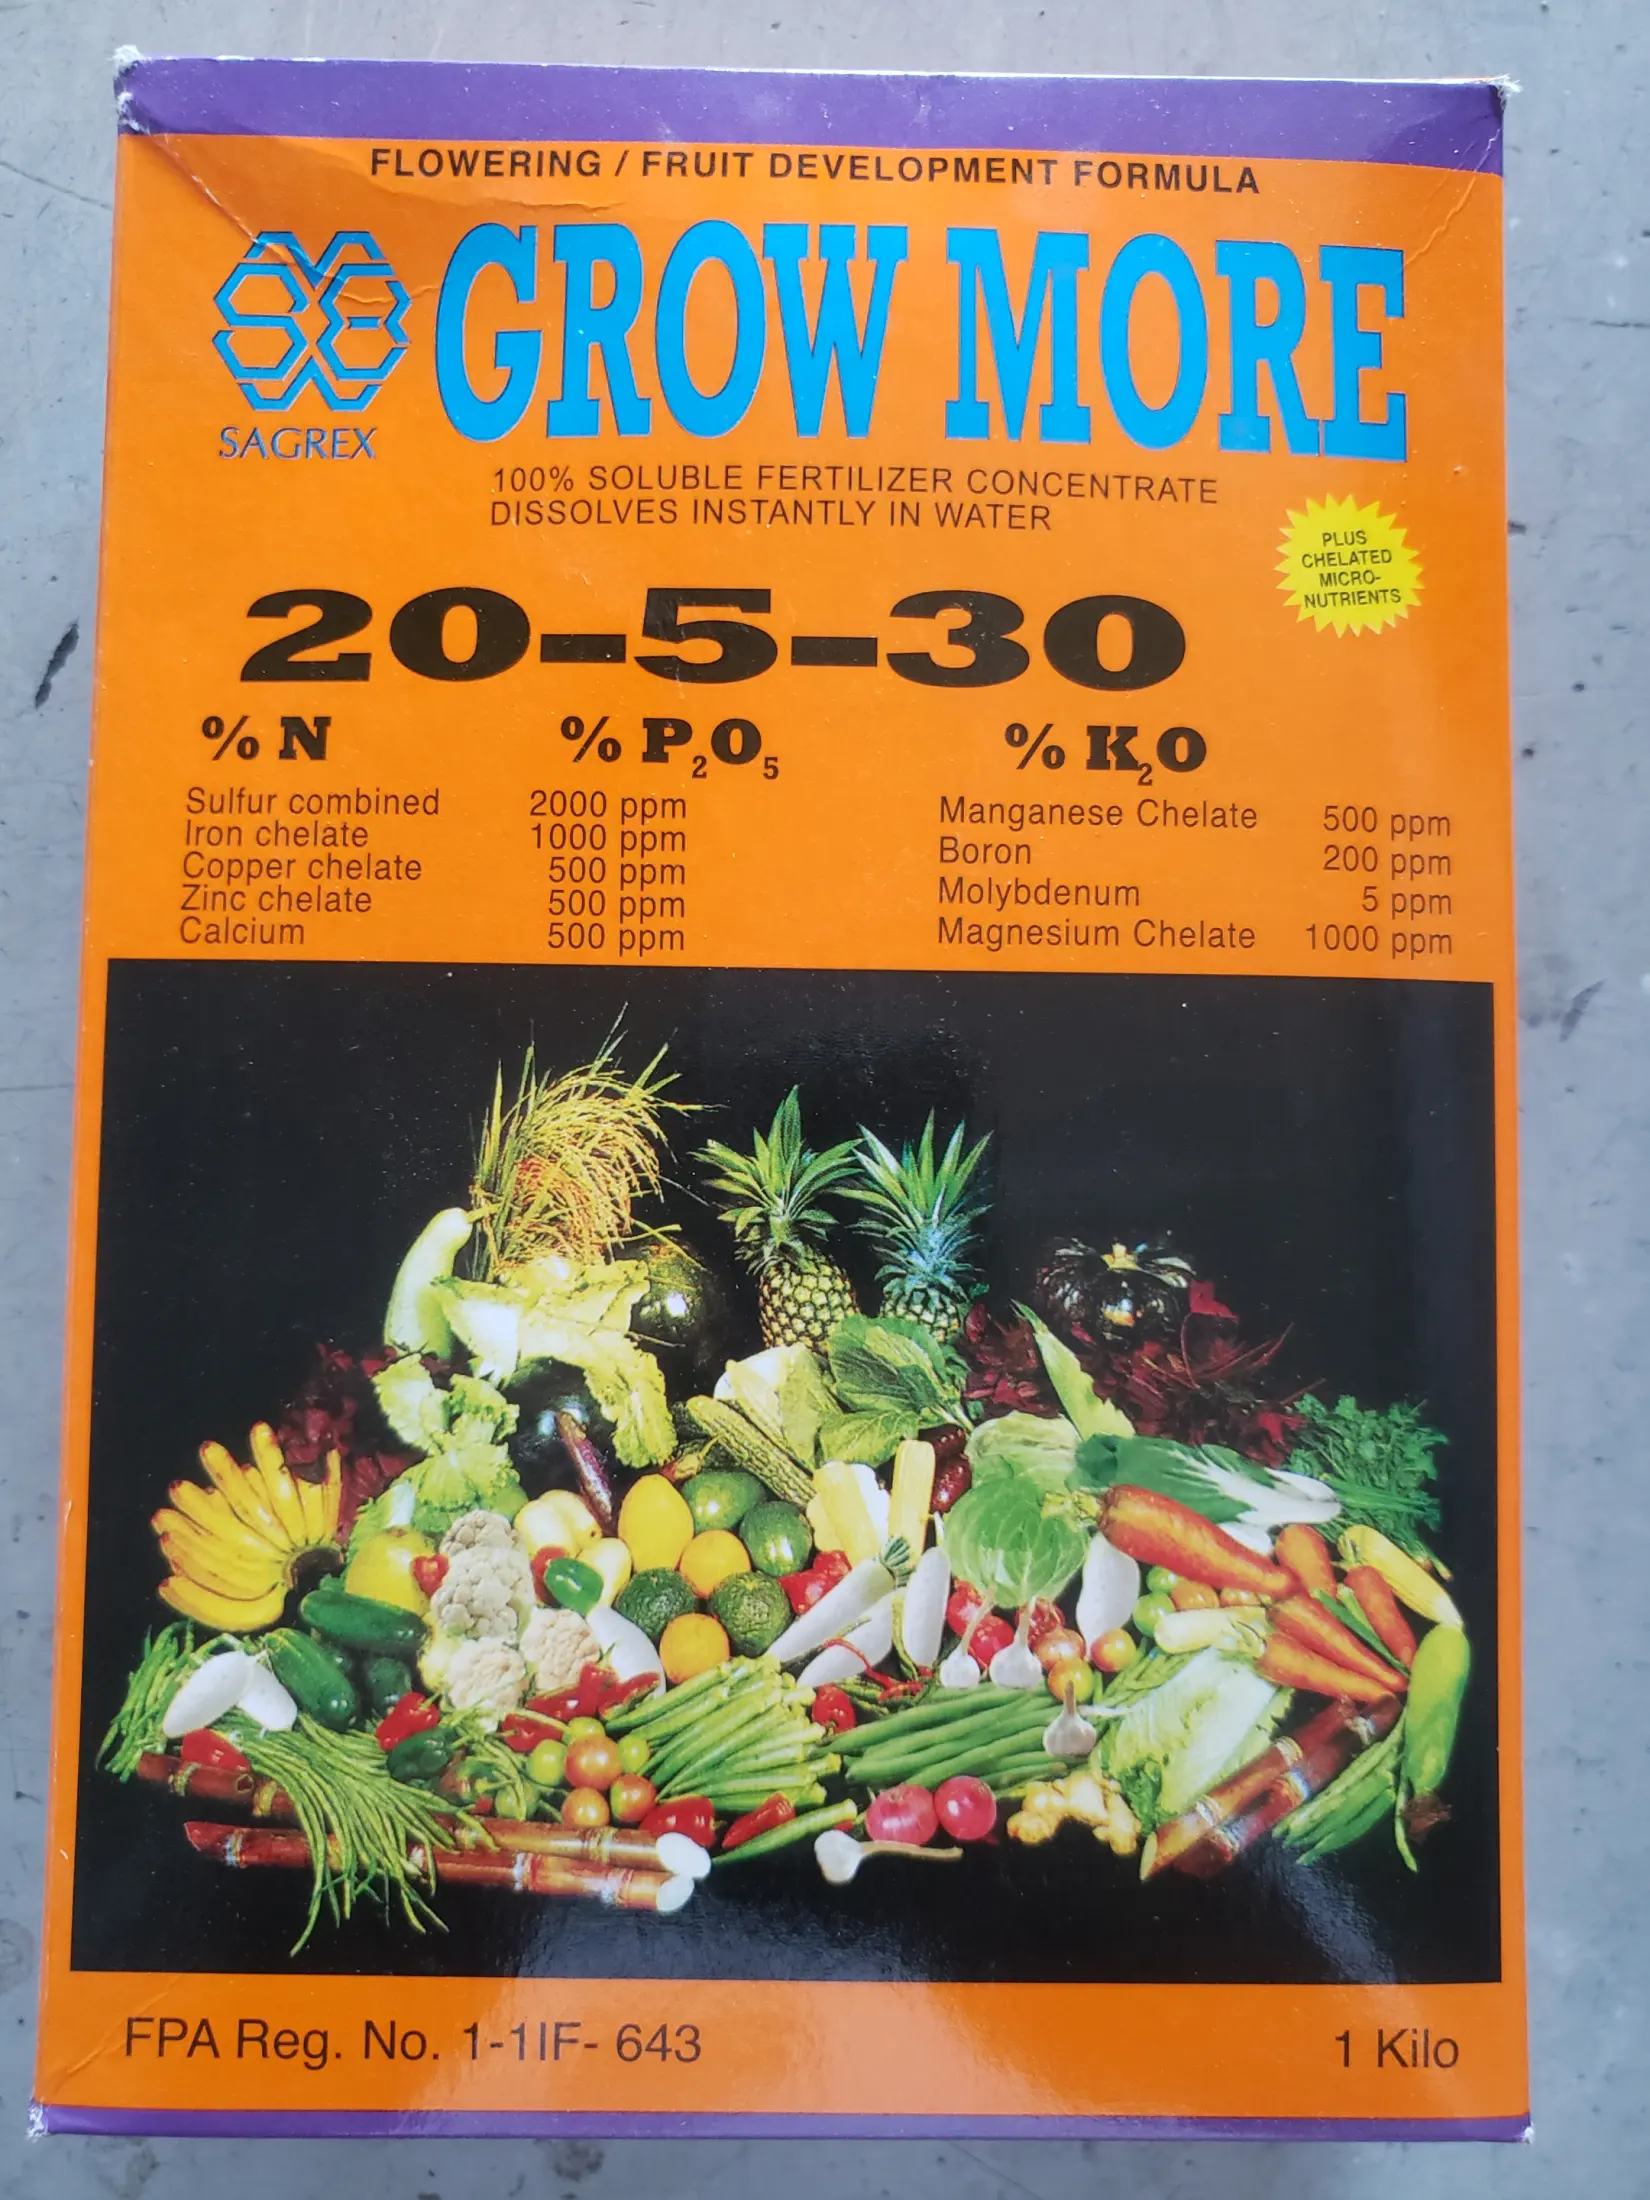 FLOWERING / FRUIT DEVELOPMENT FORMULA
GROW MORE
SAGREX
100% SOLUBLE FERTILIZER CONCENTRATE
DISSOLVES INSTANTLY IN WATER
PLUS
CHELATED
MICRO-
NUTRIENTS
20-5-30
% N % P₂O₅ % K₂O
Sulfur combined 2000 ppm
Iron chelate 1000 ppm
Copper chelate 500 ppm
Zinc chelate 500 ppm
Calcium 500 ppm
Manganese Chelate 500 ppm
Boron 200 ppm
Molybdenum 5 ppm
Magnesium Chelate 1000 ppm
FPA Reg. No. 1-1IF- 643 1 Kilo